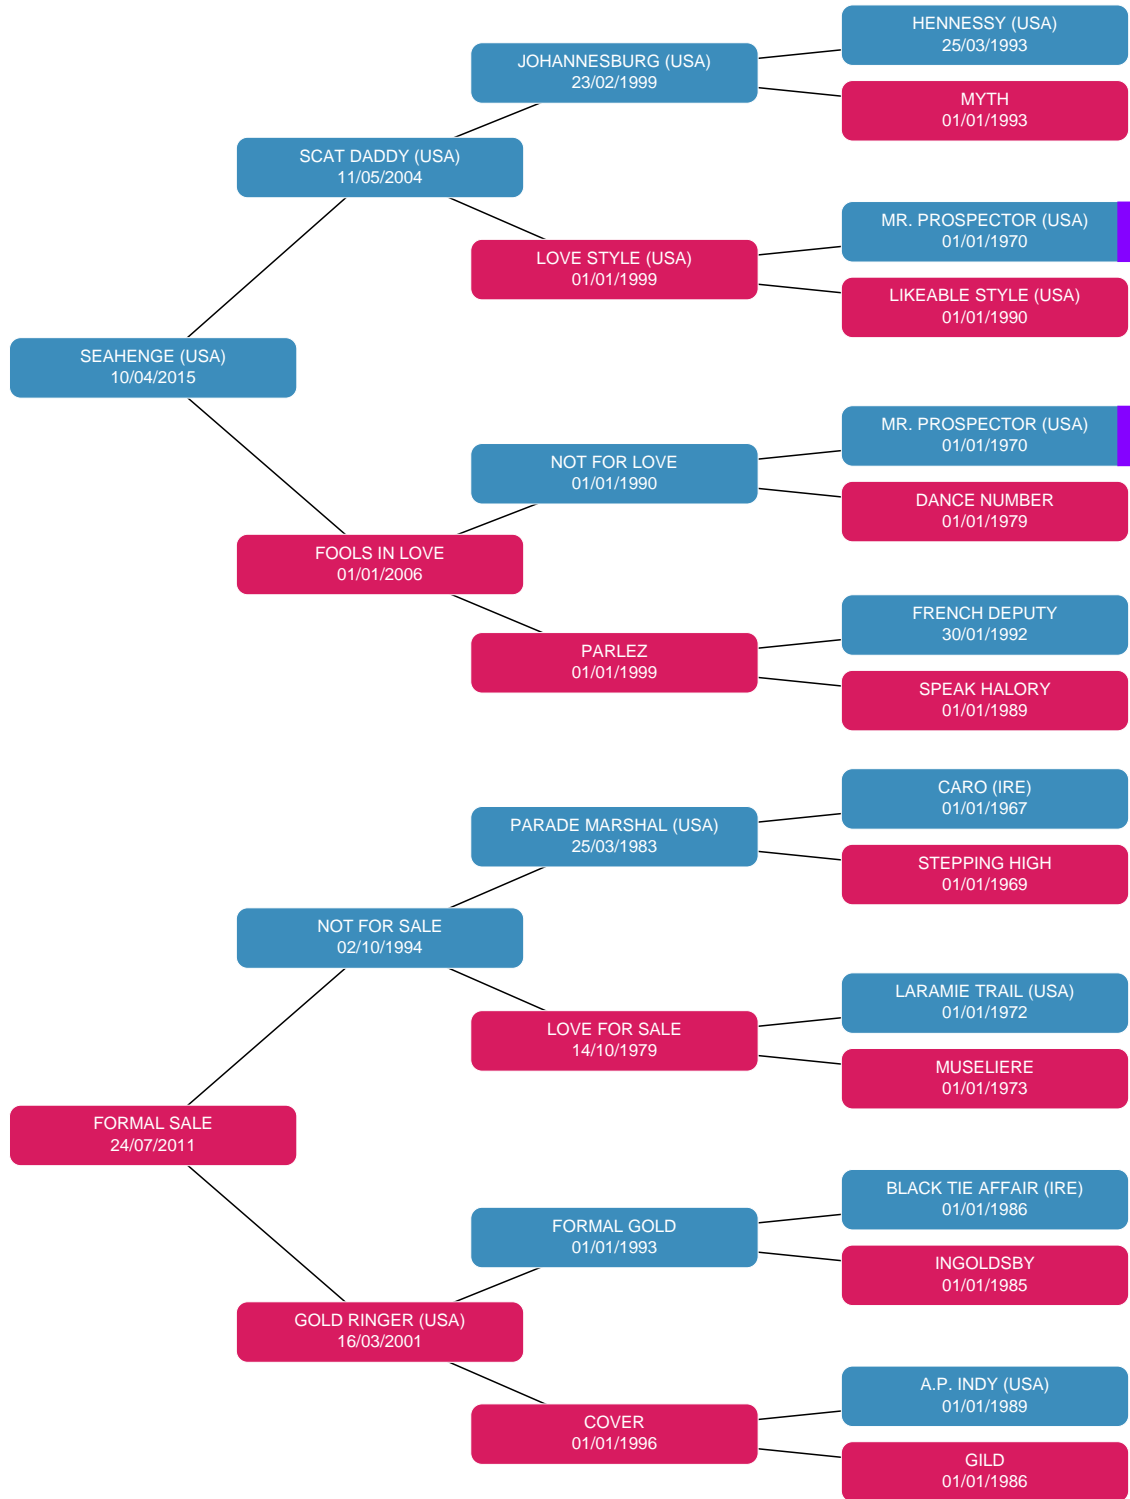 HENNESSY (USA)
25/03/1993
JOHANNESBURG (USA)
23/02/1999
MYTH
01/01/1993
SCAT DADDY (USA)
11/05/2004
MR. PROSPECTOR (USA)
01/01/1970
LOVE STYLE (USA)
01/01/1999
LIKEABLE STYLE (USA)
01/01/1990
SEAHENGE (USA)
10/04/2015
MR. PROSPECTOR (USA)
01/01/1970
NOT FOR LOVE
01/01/1990
DANCE NUMBER
01/01/1979
FOOLS IN LOVE
01/01/2006
FRENCH DEPUTY
30/01/1992
PARLEZ
01/01/1999
SPEAK HALORY
01/01/1989
CARO (IRE)
01/01/1967
PARADE MARSHAL (USA)
25/03/1983
STEPPING HIGH
01/01/1969
NOT FOR SALE
02/10/1994
LARAMIE TRAIL (USA)
01/01/1972
LOVE FOR SALE
14/10/1979
MUSELIERE
01/01/1973
FORMAL SALE
24/07/2011
BLACK TIE AFFAIR (IRE)
01/01/1986
FORMAL GOLD
01/01/1993
INGOLDSBY
01/01/1985
GOLD RINGER (USA)
16/03/2001
A.P. INDY (USA)
01/01/1989
COVER
01/01/1996
GILD
01/01/1986